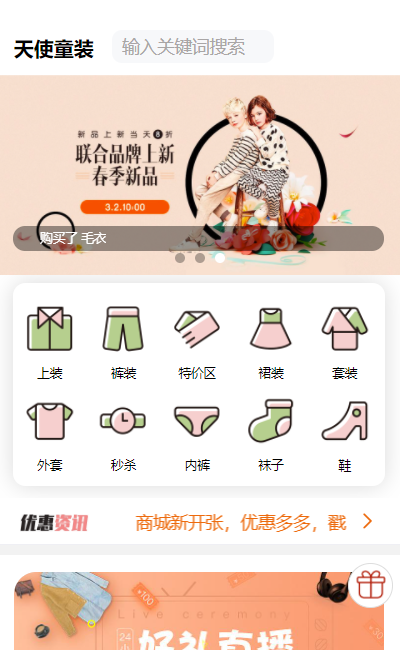 天使童装
输入关键词搜索
新品上新当天8折
联合品牌上新
春季新品
3.2.10:00
购买了 毛衣
上装
裤装
特价区
裙装
套装
外套
秒杀
内裤
袜子
鞋
优惠资讯
商城新开张，优惠多多，戳
¥100
Live ceremony
24
小
好礼直播